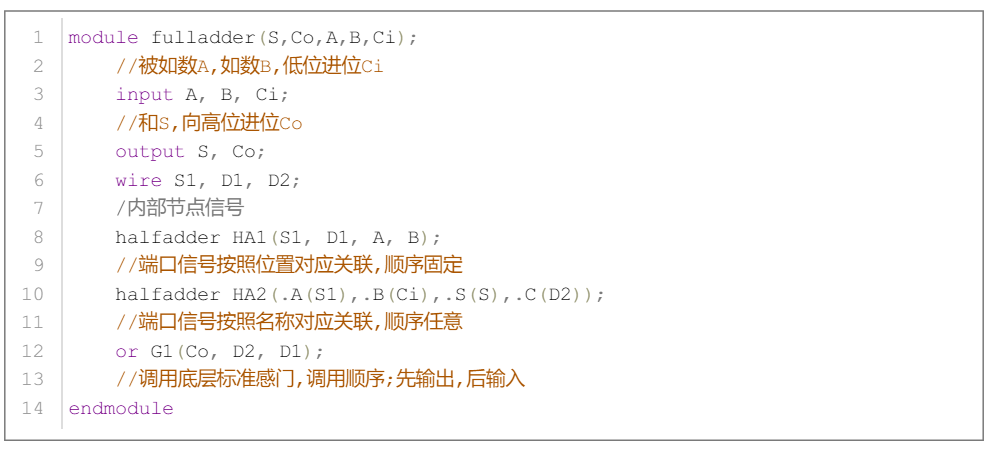 1 module fulladder(S,Co,A,B,Ci);
2 //被如数A,如数B,低位进位Ci
3 input A, B, Ci;
4 //和S,向高位进位Co
5 output S, Co;
6 wire S1, D1, D2;
7 /内部节点信号
8 halfadder HA1(S1, D1, A, B);
9 //端口信号按照位置对应关联,顺序固定
10 halfadder HA2(.A(S1),.B(Ci),.S(S),.C(D2));
11 //端口信号按照名称对应关联,顺序任意
12 or G1(Co, D2, D1);
13 //调用底层标准感门,调用顺序;先输出,后输入
14 endmodule